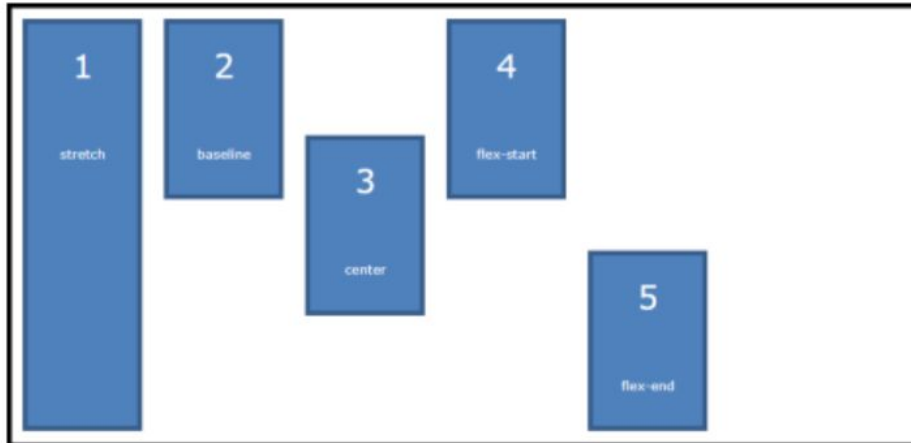 1
stretch
2
baseline
3
center
4
flex-start
5
flex-end